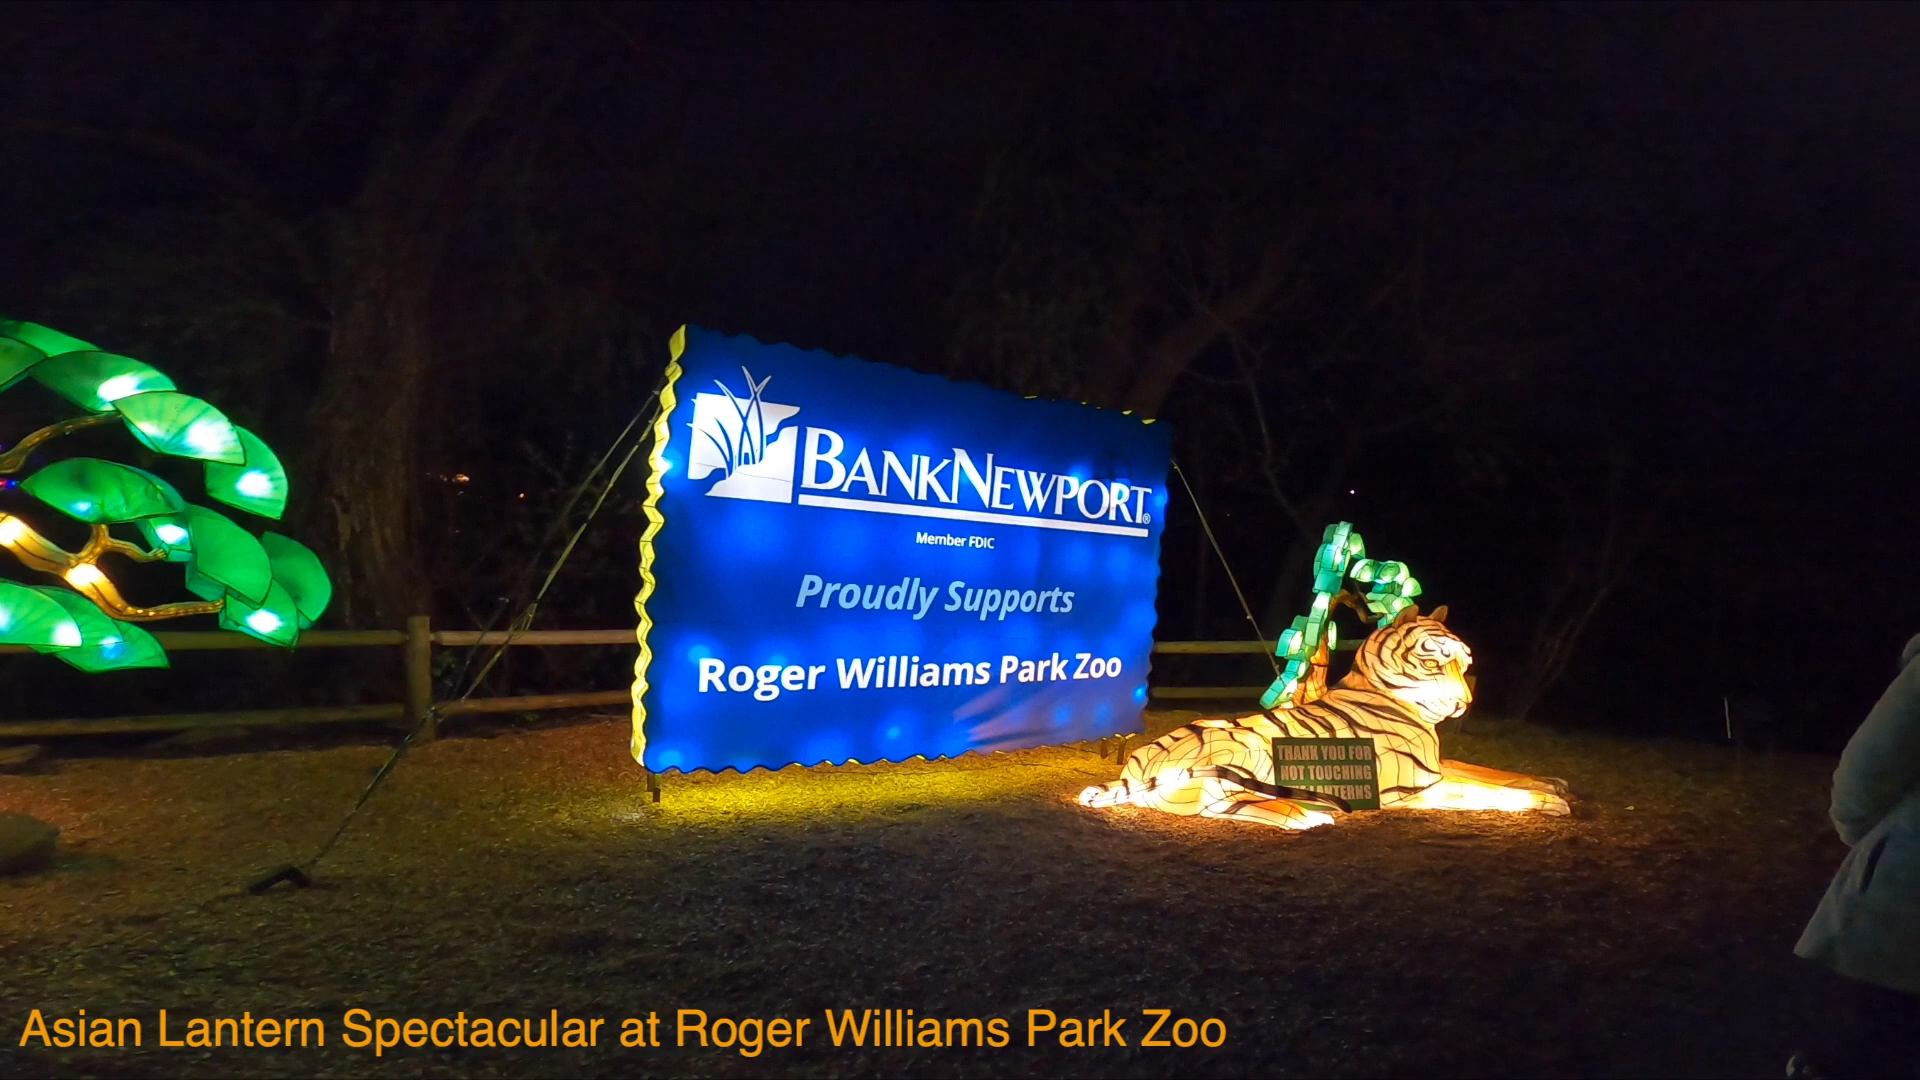 BANKNEWPORT®
Member FDIC
Proudly Supports
Roger Williams Park Zoo
THANK YOU FOR
NOT TOUCHING
LANTERNS
Asian Lantern Spectacular at Roger Williams Park Zoo